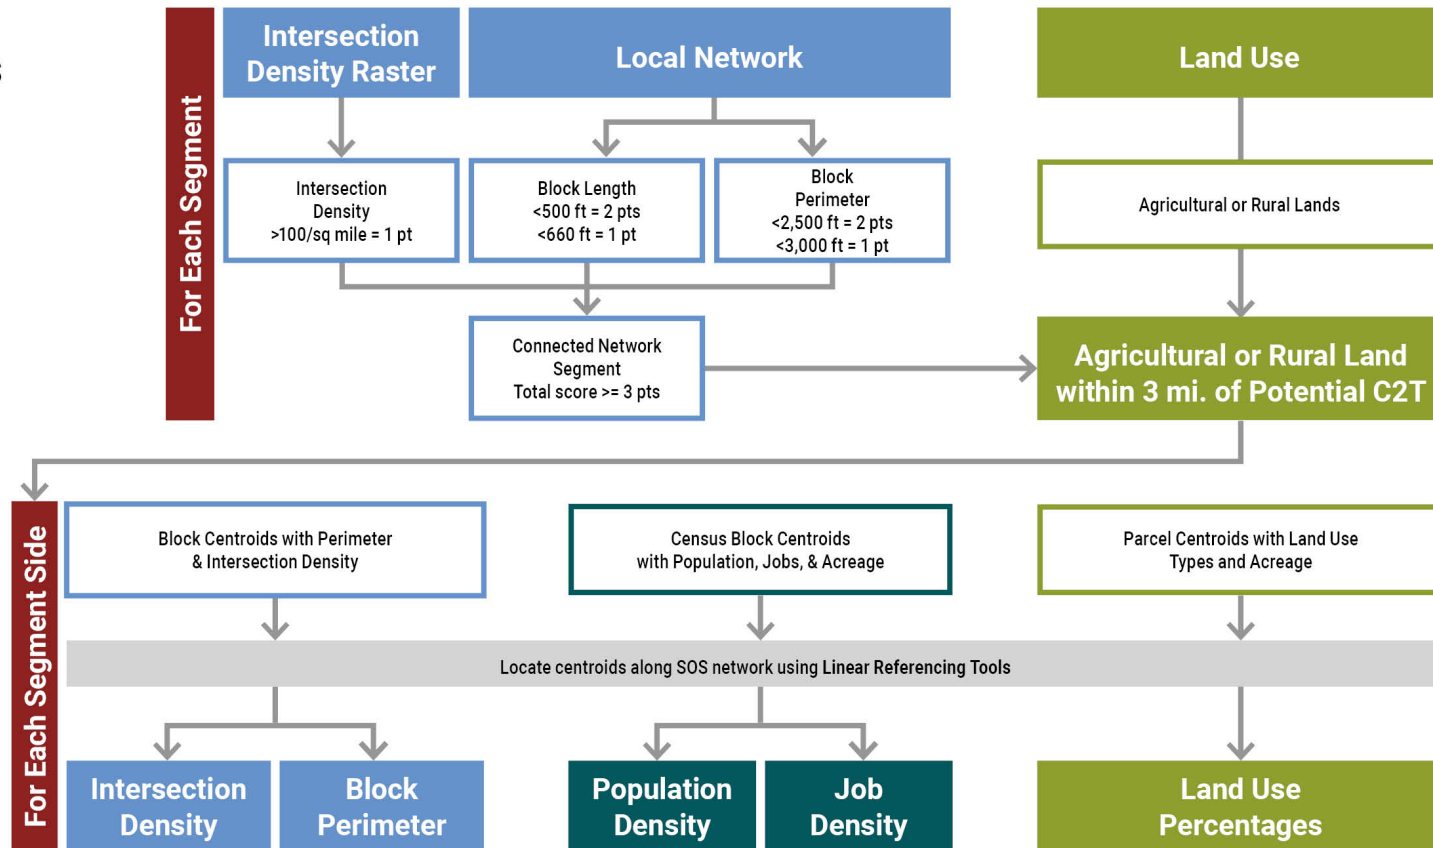 s
For Each Segment
Intersection
Density Raster
Local Network
Land Use
Intersection
Density
>100/sq mile = 1 pt
Block Length
<500 ft = 2 pts
<660 ft = 1 pt
Block
Perimeter
<2,500 ft = 2 pts
<3,000 ft = 1 pt
Agricultural or Rural Lands
Connected Network
Segment
Total score >= 3 pts
Agricultural or Rural Land
within 3 mi. of Potential C2T
For Each Segment Side
Block Centroids with Perimeter
& Intersection Density
Census Block Centroids
with Population, Jobs, & Acreage
Parcel Centroids with Land Use
Types and Acreage
Locate centroids along SOS network using Linear Referencing Tools
Intersection
Density
Block
Perimeter
Population
Density
Job
Density
Land Use
Percentages